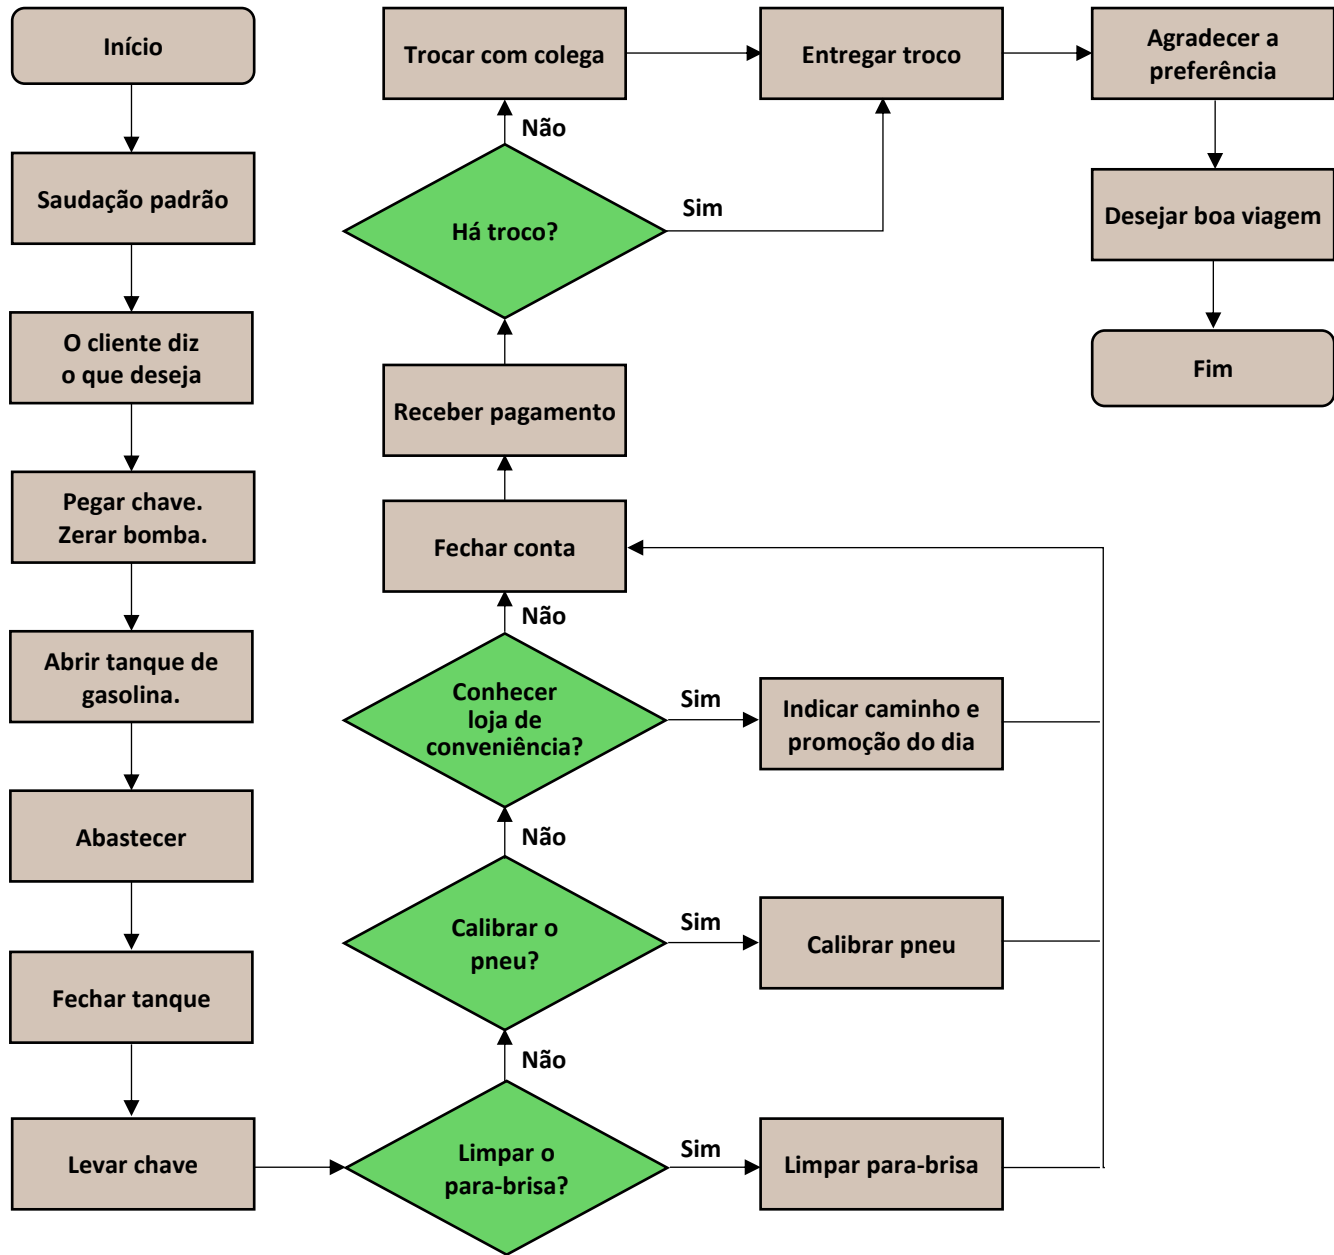 Início
Saudação padrão
O cliente diz
o que deseja
Pegar chave.
Zerar bomba.
Abrir tanque de
gasolina.
Abastecer
Fechar tanque
Levar chave
Limpar o
para-brisa?
Sim
Limpar para-brisa
Não
Calibrar o
pneu?
Sim
Calibrar pneu
Não
Conhecer
loja de
conveniência?
Sim
Indicar caminho e
promoção do dia
Não
Fechar conta
Receber pagamento
Há troco?
Sim
Não
Trocar com colega
Entregar troco
Agradecer a
preferência
Desejar boa viagem
Fim